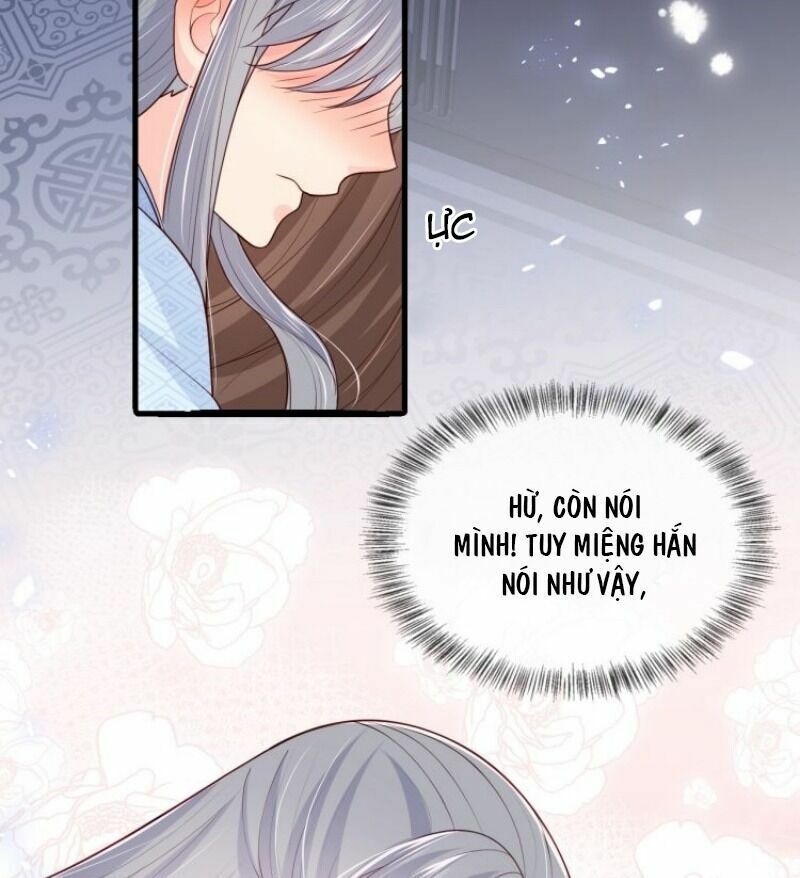 ỰC
HỪ, CÒN NÓI
MÌNH! TUY MIỆNG HẮN
NÓI NHƯ VẬY,